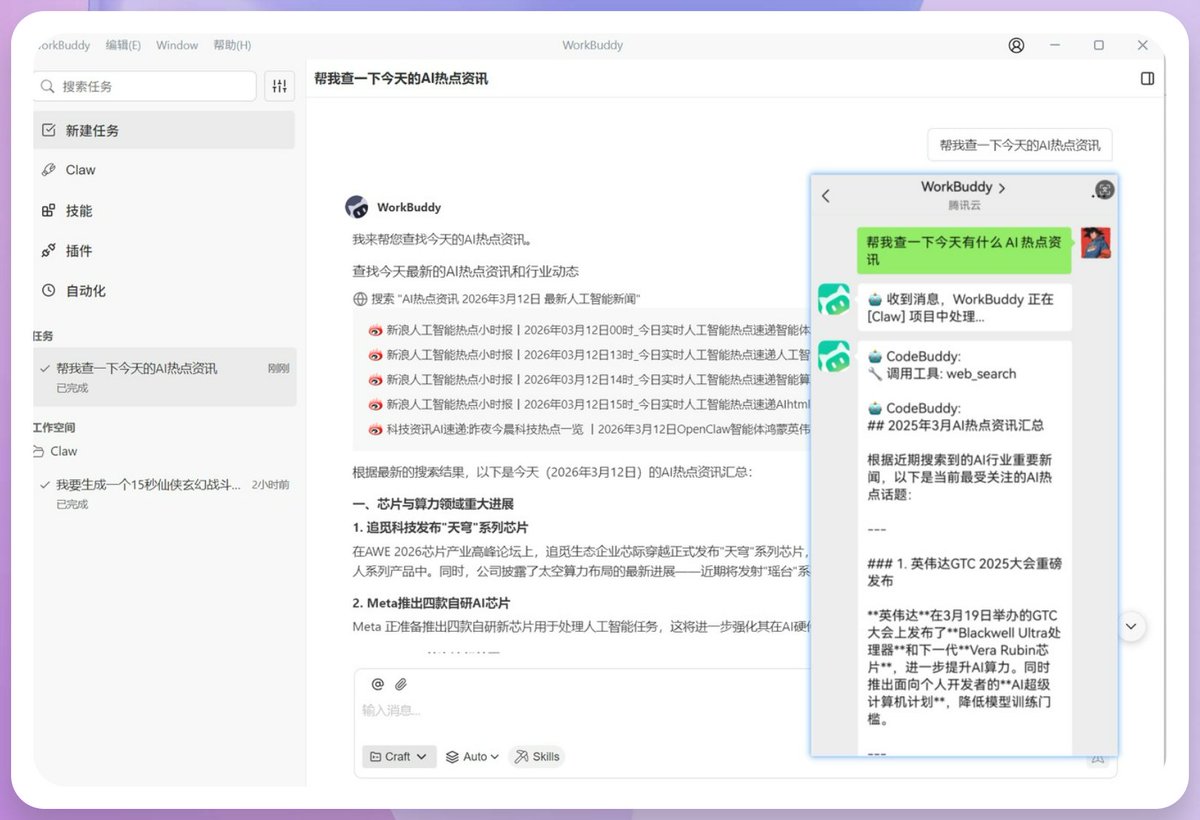 orkBuddy 编辑(E) Window 帮助(H)
WorkBuddy
搜索任务
新建任务
Claw
技能
插件
自动化
任务
帮我查一下今天的AI热点资讯 刚刚
已完成
工作空间
Claw
我要生成一个15秒仙侠玄幻战斗... 2小时前
已完成
帮我查一下今天的AI热点资讯
帮我查一下今天的AI热点资讯
WorkBuddy
我来帮您查找今天的AI热点资讯。
查找今天最新的AI热点资讯和行业动态
搜索 "AI热点资讯 2026年3月12日 最新人工智能新闻"
新浪人工智能热点小时报丨2026年03月12日00时_今日实时人工智能热点速递智能体
新浪人工智能热点小时报丨2026年03月12日13时_今日实时人工智能热点速递人工智
新浪人工智能热点小时报丨2026年03月12日14时_今日实时人工智能热点速递智能算
新浪人工智能热点小时报丨2026年03月12日15时_今日实时人工智能热点速递AIhtml
科技资讯AI速递:昨夜今晨科技热点一览 丨2026年3月12日OpenClaw智能体鸿蒙英伟
根据最新的搜索结果，以下是今天（2026年3月12日）的AI热点资讯汇总：
一、芯片与算力领域重大进展
1. 追觅科技发布"天穹"系列芯片
在AWE 2026芯片产业高峰论坛上，追觅生态企业芯际穿越正式发布"天穹"系列芯片，
人系列产品中。同时，公司披露了太空算力布局的最新进展——近期将发射"瑶台"系
2. Meta推出四款自研AI芯片
Meta 正准备推出四款自研新芯片用于处理人工智能任务，这将进一步强化其在AI硬件
输入消息...
Craft Auto Skills
WorkBuddy
腾讯云
帮我查一下今天有什么 AI 热点资
讯
收到消息，WorkBuddy 正在
[Claw] 项目中处理...
CodeBuddy:
调用工具: web_search
CodeBuddy:
## 2025年3月AI热点资讯汇总
根据近期搜索到的AI行业重要新
闻，以下是当前最受关注的AI热
点话题：
---
### 1. 英伟达GTC 2025大会重磅
发布
**英伟达**在3月19日举办的GTC
大会上发布了**Blackwell Ultra处
理器**和下一代**Vera Rubin芯
片**，进一步提升AI算力。同时
推出面向个人开发者的**AI超级
计算机计划**，降低模型训练门
槛。
---